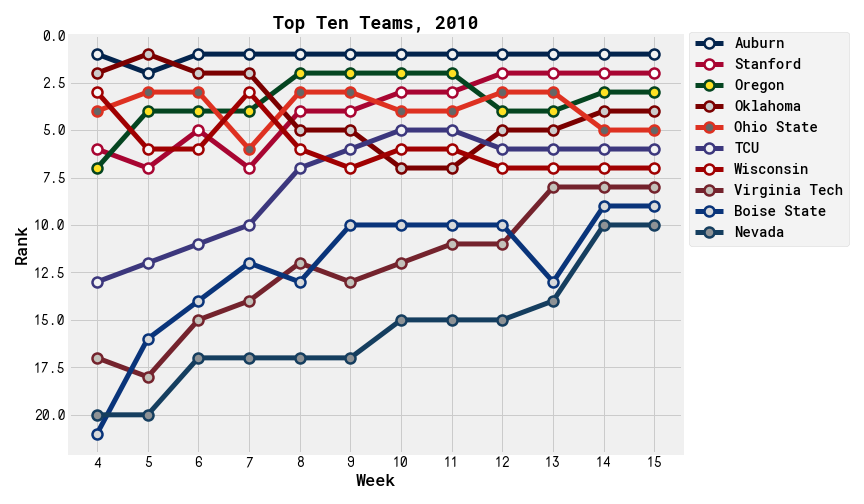 Top Ten Teams, 2010
0.0
2.5
5.0
7.5
10.0
12.5
15.0
17.5
20.0
Rank
4 5 6 7 8 9 10 11 12 13 14 15
Week
Auburn
Stanford
Oregon
Oklahoma
Ohio State
TCU
Wisconsin
Virginia Tech
Boise State
Nevada